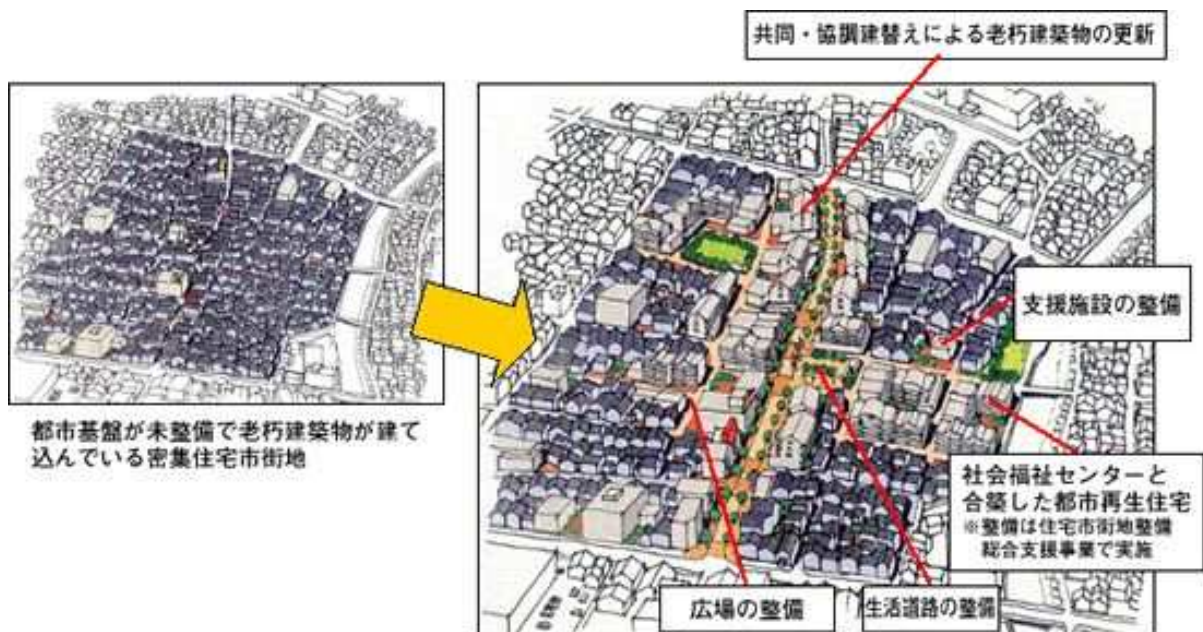 共同・協調建替えによる老朽建築物の更新
都市基盤が未整備で老朽建築物が建て
込んでいる密集住宅市街地
支援施設の整備
社会福祉センターと
合築した都市再生住宅
※整備は住宅市街地整備
総合支援事業で実施
広場の整備
生活道路の整備